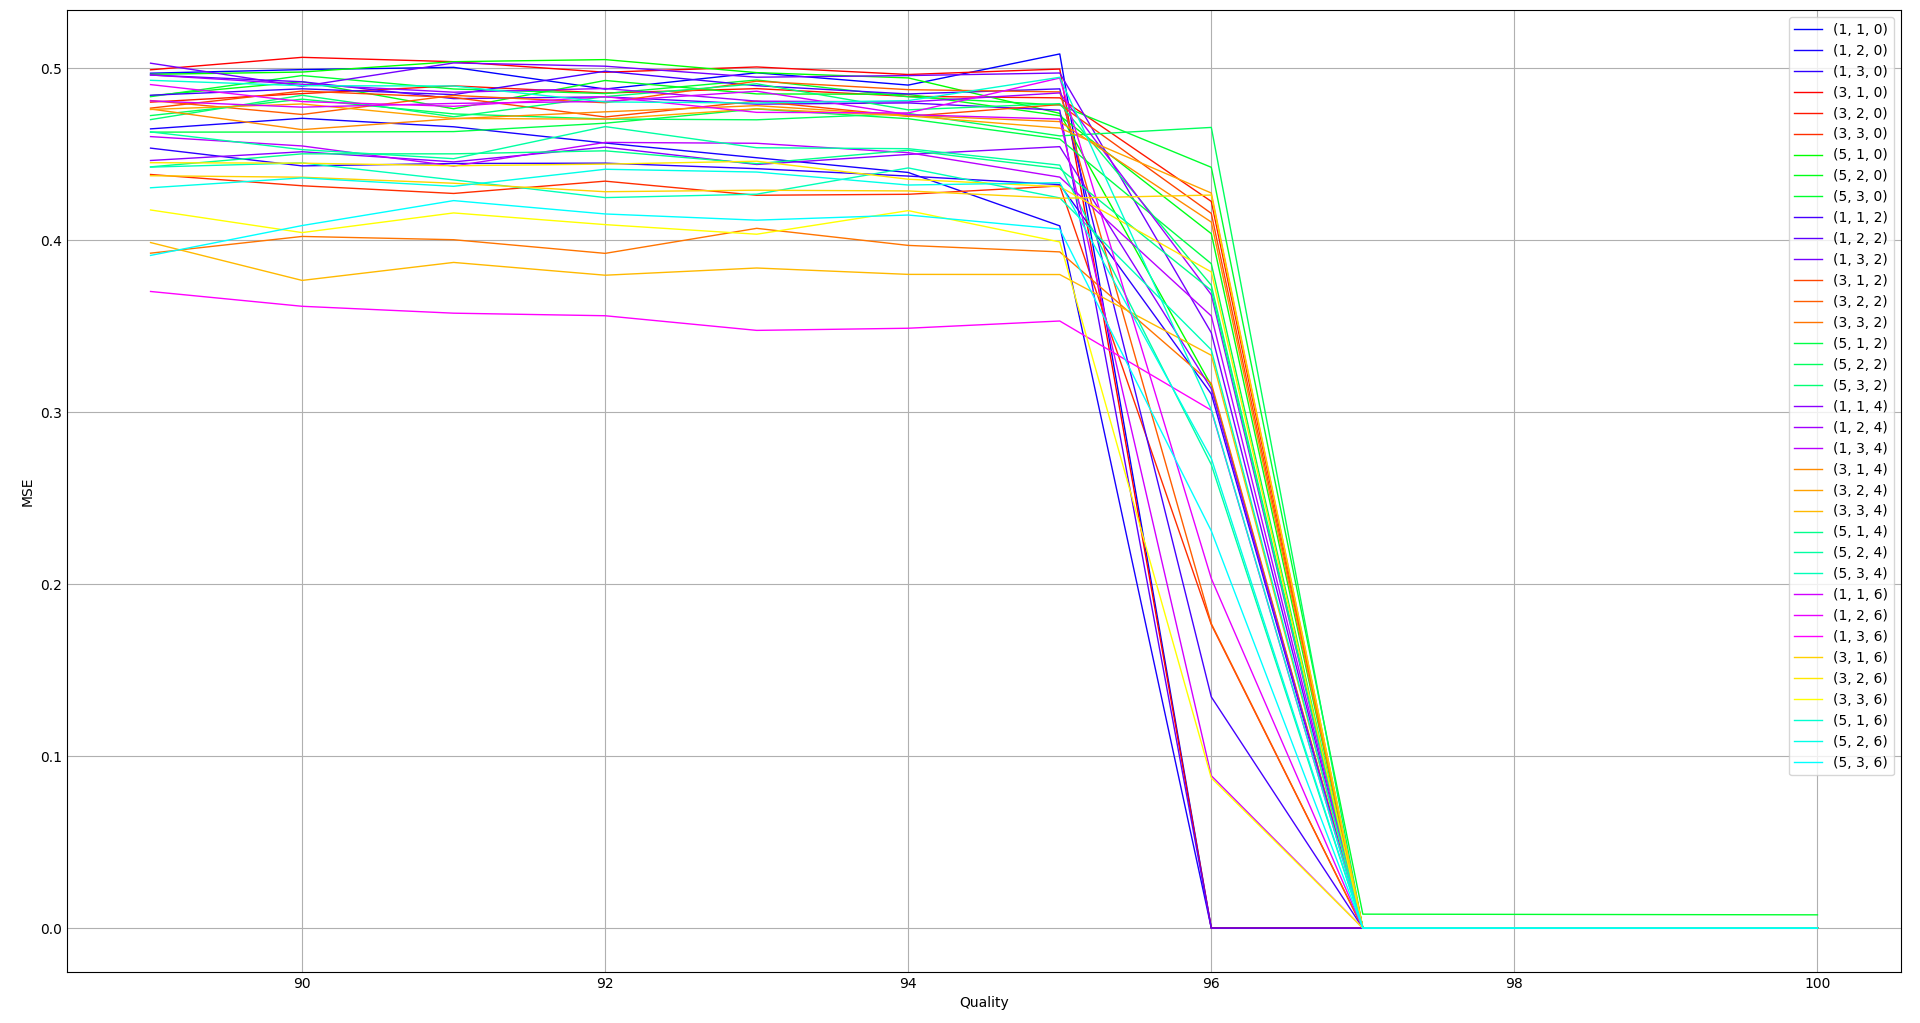 0.5
0.4
0.3
0.2
0.1
0.0
MSE
90 92 94 96 98 100
Quality
(1, 1, 0)
(1, 2, 0)
(1, 3, 0)
(3, 1, 0)
(3, 2, 0)
(3, 3, 0)
(5, 1, 0)
(5, 2, 0)
(5, 3, 0)
(1, 1, 2)
(1, 2, 2)
(1, 3, 2)
(3, 1, 2)
(3, 2, 2)
(3, 3, 2)
(5, 1, 2)
(5, 2, 2)
(5, 3, 2)
(1, 1, 4)
(1, 2, 4)
(1, 3, 4)
(3, 1, 4)
(3, 2, 4)
(3, 3, 4)
(5, 1, 4)
(5, 2, 4)
(5, 3, 4)
(1, 1, 6)
(1, 2, 6)
(1, 3, 6)
(3, 1, 6)
(3, 2, 6)
(3, 3, 6)
(5, 1, 6)
(5, 2, 6)
(5, 3, 6)